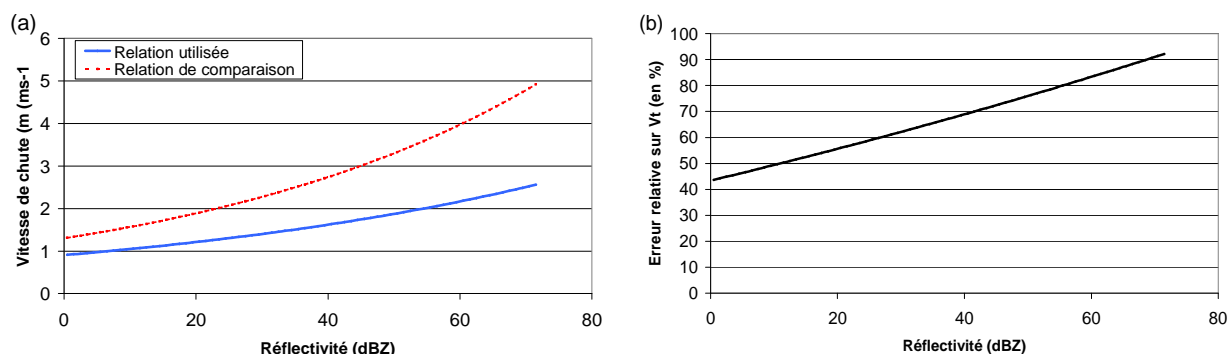 (a)
Vitesse de chute (m (ms-1)
6
5
4
3
2
1
0
Relation utilisée
Relation de comparaison
0 20 40 60 80
Réflectivité (dBZ)
(b)
Erreur relative sur Vt (en %)
100
90
80
70
60
50
40
30
20
10
0
0 20 40 60 80
Réflectivité (dBZ)